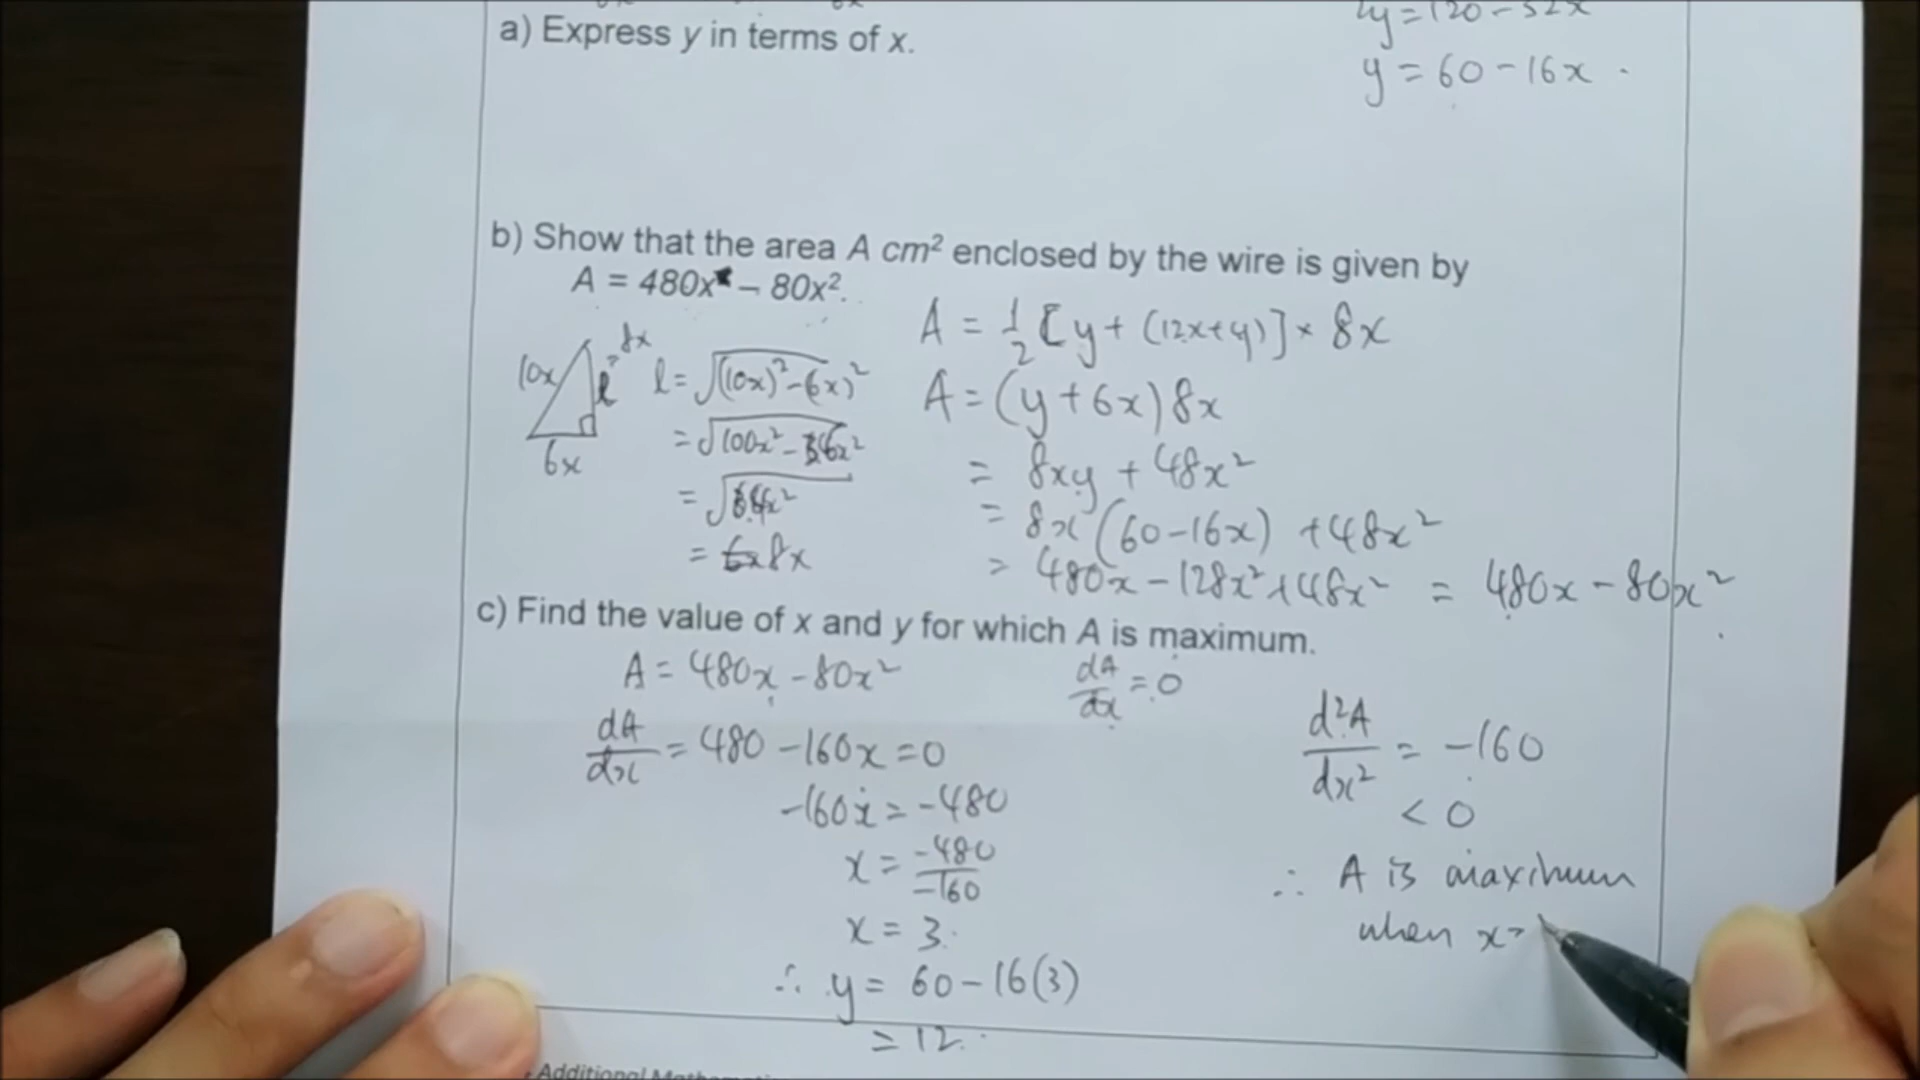 2y = 120 - 32x
a) Express y in terms of x.
y = 60 - 16x
b) Show that the area A cm² enclosed by the wire is given by
A = 480x - 80x².
10x
l
8x
6x
l = √(10x)² - 6x)²
= √100x² - 36x²
= √64x²
= 8x
A = 1/2 [y + (12x+y)] × 8x
A = (y + 6x) 8x
= 8xy + 48x²
= 8x (60 - 16x) + 48x²
= 480x - 128x² + 48x² = 480x - 80x²
c) Find the value of x and y for which A is maximum.
A = 480x - 80x²
dA/dx = 0
dA/dx = 480 - 160x = 0
-160x = -480
x = -480/-160
x = 3
∴ y = 60 - 16(3)
= 12
d²A/dx² = -160
< 0
∴ A is maximum
when x =
Additional